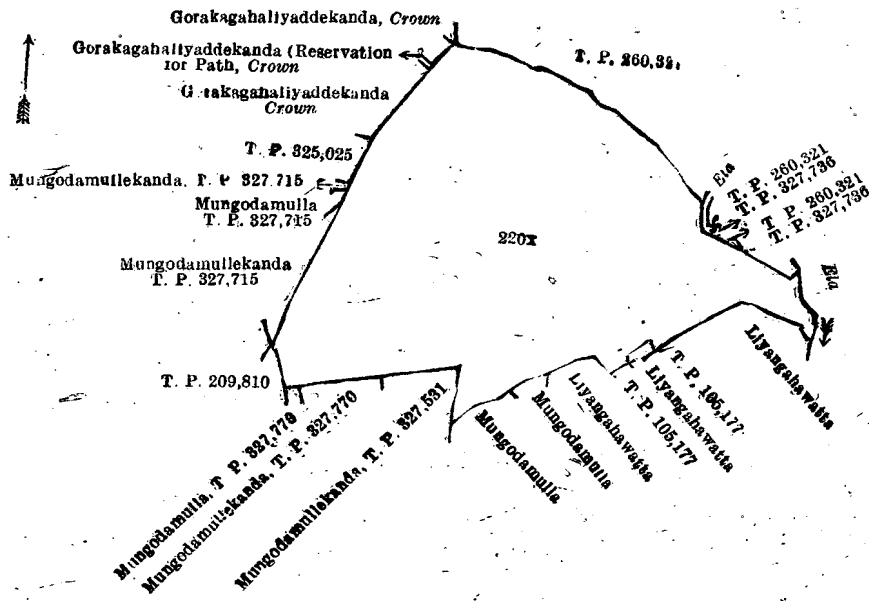 Gorakagahaliyaddekanda, Crown
Gorakagahaliyaddekanda (Reservation
for Path, Crown
Gorakagahaliyaddekanda
Crown
T. P. 260,321
T. P. 325,025
Mungodamullekanda, T. P 327,715
Mungodamulla
T. P. 327,715
Mungodamullekanda
T. P. 327,715
220x
Ela
T. P. 260,321
T. P. 327,736
T. P. 260,321
T. P. 327,736
Ela
T. P. 209,810
Mungodamulla, T P. 327,770
Mungodamullekanda, T. P. 327,770
Mungodamullekanda, T. P. 327,531
Mungodamulla
Mungodamulla
Liyangahawatta
T. P. 105,177
Liyangahawatta
T. P. 105,177
Liyangahawatta